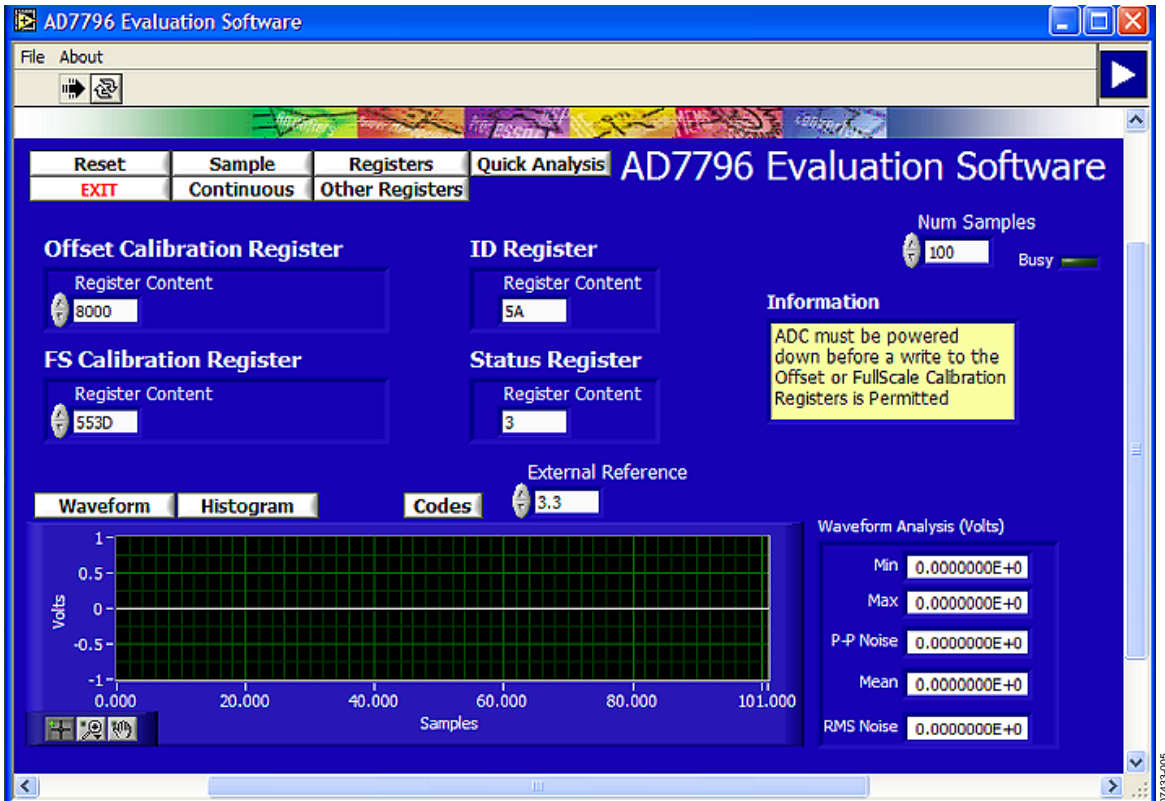 AD7796 Evaluation Software
File About
Reset Sample Registers Quick Analysis AD7796 Evaluation Software
EXIT Continuous Other Registers
Num Samples
100
Busy
Offset Calibration Register
Register Content
8000
ID Register
Register Content
5A
Information
ADC must be powered
down before a write to the
Offset or FullScale Calibration
Registers is Permitted
FS Calibration Register
Register Content
553D
Status Register
Register Content
3
External Reference
3.3
Waveform Histogram Codes
Volts
1
0.5
0
-0.5
-1
0.000 20.000 40.000 60.000 80.000 101.000
Samples
Waveform Analysis (Volts)
Min 0.0000000E+0
Max 0.0000000E+0
P-P Noise 0.0000000E+0
Mean 0.0000000E+0
RMS Noise 0.0000000E+0
07433-005